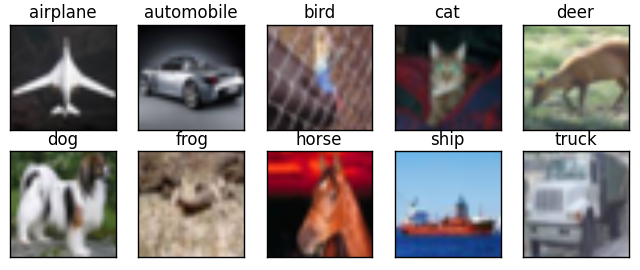 airplane automobile bird cat deer
dog frog horse ship truck